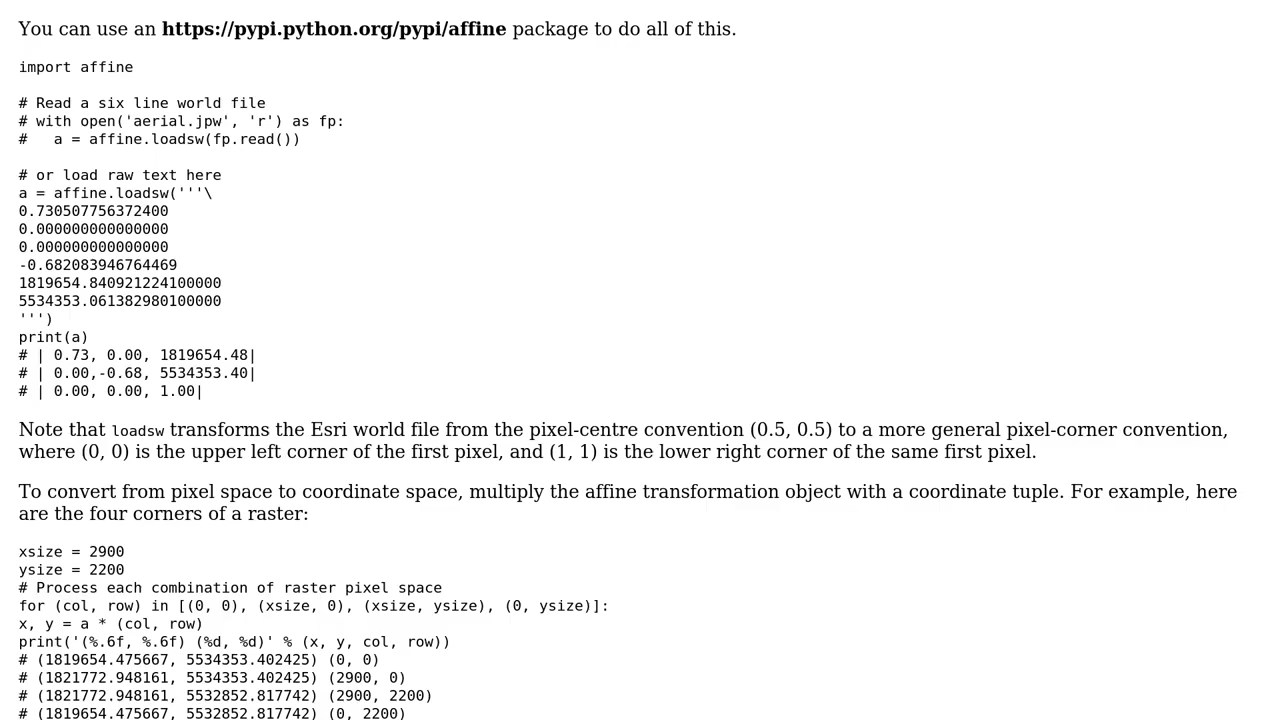 You can use an https://pypi.python.org/pypi/affine package to do all of this.
import affine
# Read a six line world file
# with open('aerial.jpw', 'r') as fp:
#   a = affine.loadsw(fp.read())
# or load raw text here
a = affine.loadsw('''\
0.730507756372400
0.000000000000000
0.000000000000000
-0.682083946764469
1819654.840921224100000
5534353.061382980100000
''')
print(a)
# | 0.73, 0.00, 1819654.48|
# | 0.00,-0.68, 5534353.40|
# | 0.00, 0.00, 1.00|
Note that loadsw transforms the Esri world file from the pixel-centre convention (0.5, 0.5) to a more general pixel-corner convention,
where (0, 0) is the upper left corner of the first pixel, and (1, 1) is the lower right corner of the same first pixel.
To convert from pixel space to coordinate space, multiply the affine transformation object with a coordinate tuple. For example, here
are the four corners of a raster:
xsize = 2900
ysize = 2200
# Process each combination of raster pixel space
for (col, row) in [(0, 0), (xsize, 0), (xsize, ysize), (0, ysize)]:
x, y = a * (col, row)
print('(%.6f, %.6f) (%d, %d)' % (x, y, col, row))
# (1819654.475667, 5534353.402425) (0, 0)
# (1821772.948161, 5534353.402425) (2900, 0)
# (1821772.948161, 5532852.817742) (2900, 2200)
# (1819654.475667, 5532852.817742) (0, 2200)